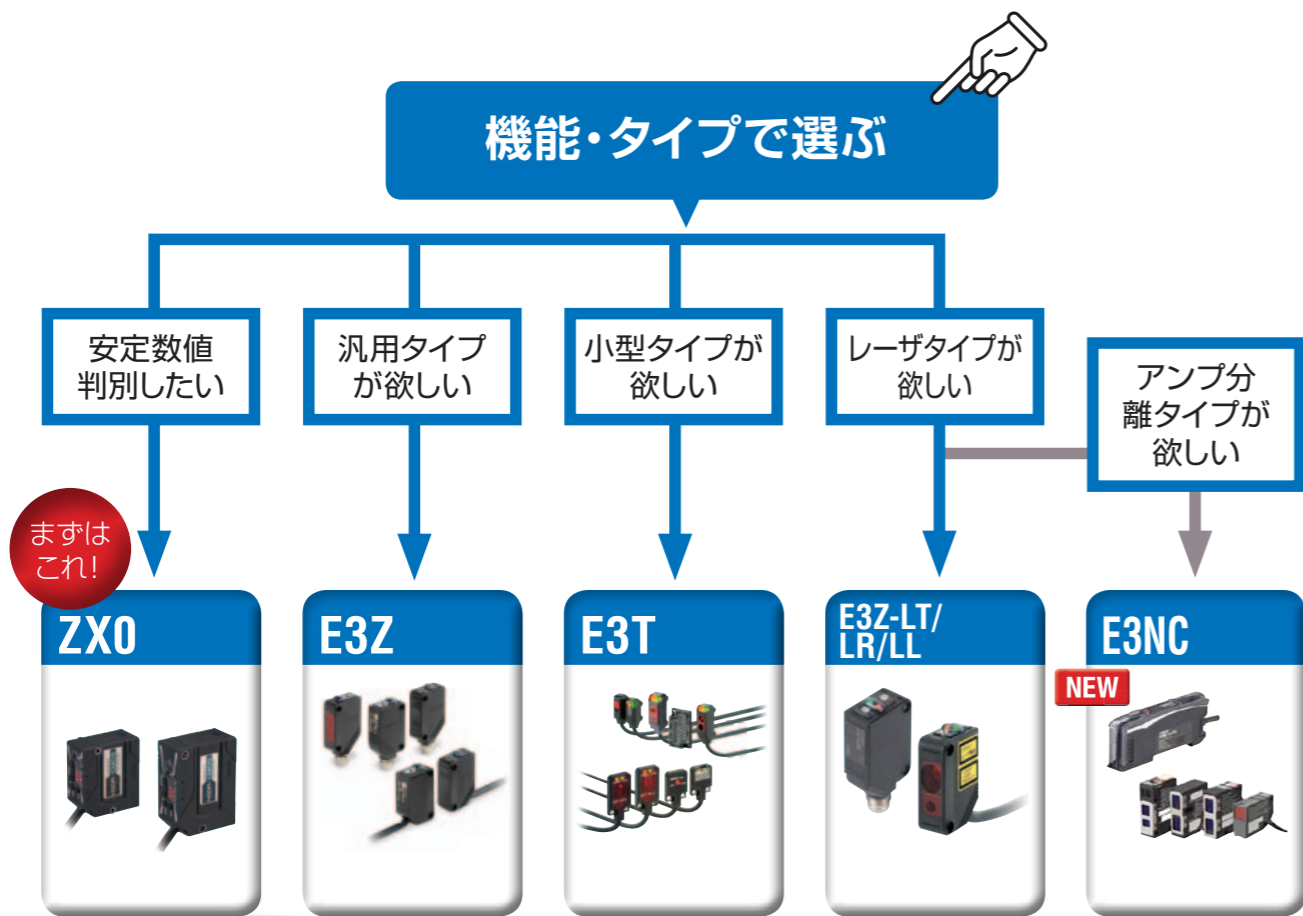 機能・タイプで選ぶ
安定数値
判別したい
汎用タイプ
が欲しい
小型タイプが
欲しい
レーザタイプが
欲しい
アンプ分
離タイプが
欲しい
まずは
これ!
ZX0
E3Z
E3T
E3Z-LT/
LR/LL
E3NC
NEW